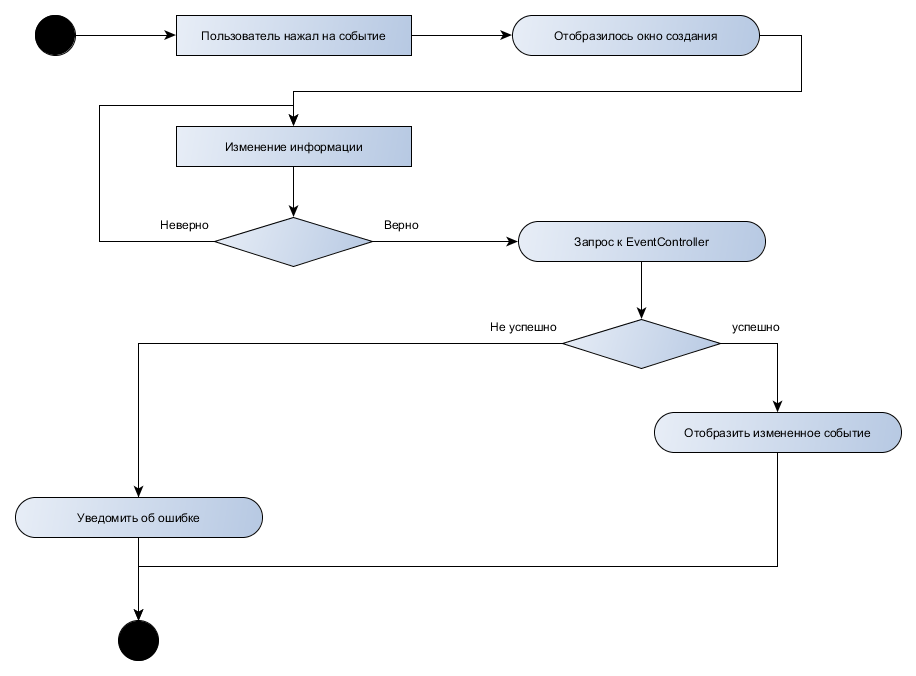 Пользователь нажал на событие
Отобразилось окно создания
Изменение информации
Неверно
Верно
Запрос к EventController
Не успешно
успешно
Отобразить измененное событие
Уведомить об ошибке